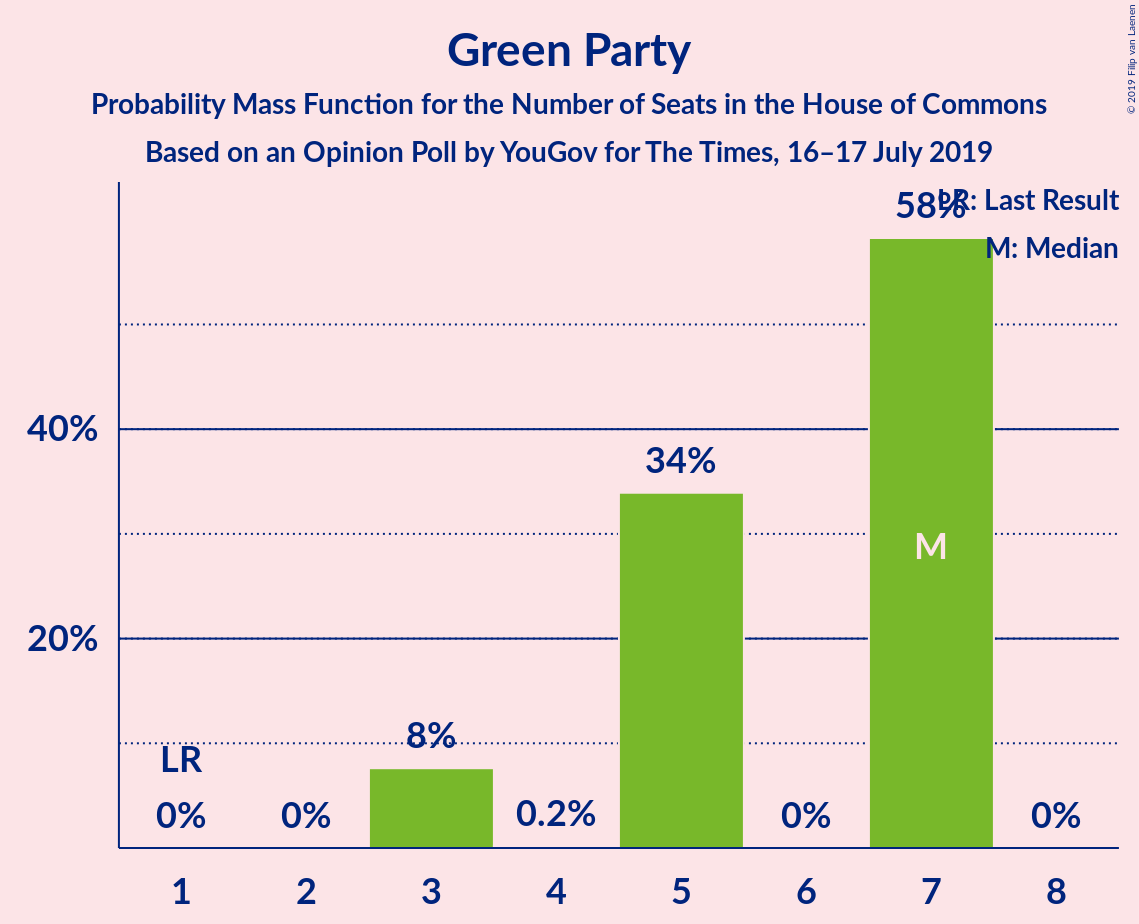 Green Party
Probability Mass Function for the Number of Seats in the House of Commons
Based on an Opinion Poll by YouGov for The Times, 16–17 July 2019
© 2019 Filip van Laenen
LR: Last Result
M: Median
58%
40%
34%
M
20%
8%
LR
0%
0%
0.2%
0%
0%
1 2 3 4 5 6 7 8